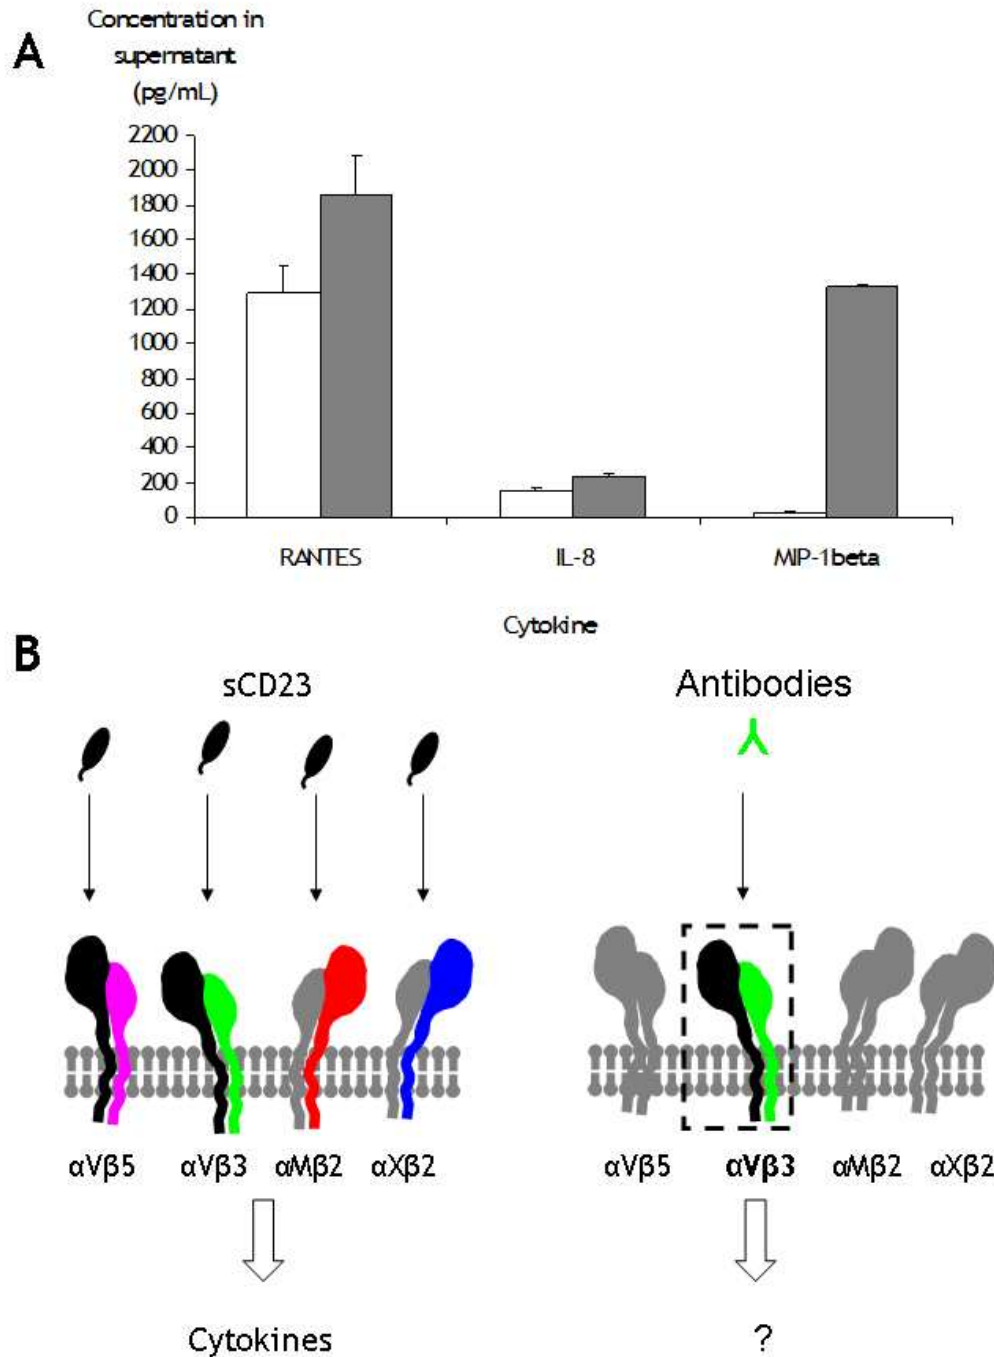 A
Concentration in
supernatant
(pg/mL)
2200
2000
1800
1600
1400
1200
1000
800
600
400
200
0
RANTES IL-8 MIP-1beta
Cytokine
B
sCD23 Antibodies
αVβ5 αVβ3 αMβ2 αXβ2 αVβ5 αVβ3 αMβ2 αXβ2
Cytokines ?